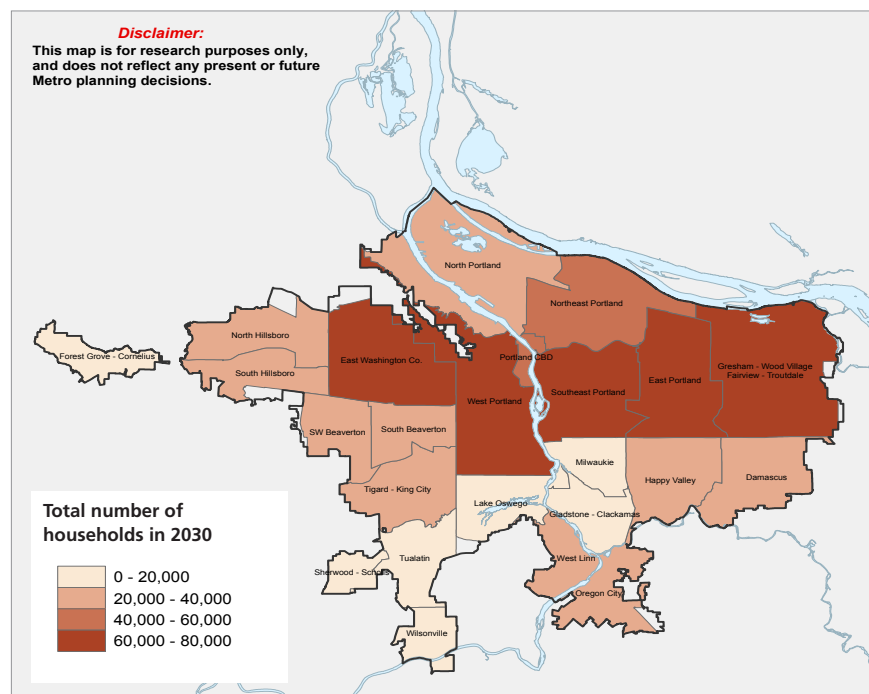 Disclaimer:
This map is for research purposes only,
and does not reflect any present or future
Metro planning decisions.
North Portland
Northeast Portland
North Hillsboro
Forest Grove - Cornelius
East Washington Co.
Portland CBD
Gresham - Wood Village
Fairview - Troutdale
South Hillsboro
Southeast Portland
East Portland
West Portland
SW Beaverton
South Beaverton
Milwaukie
Tigard - King City
Happy Valley
Damascus
Lake Oswego
Gladstone - Clackamas
Tualatin
West Linn
Sherwood - Scholls
Oregon City
Wilsonville
Total number of
households in 2030
0 - 20,000
20,000 - 40,000
40,000 - 60,000
60,000 - 80,000